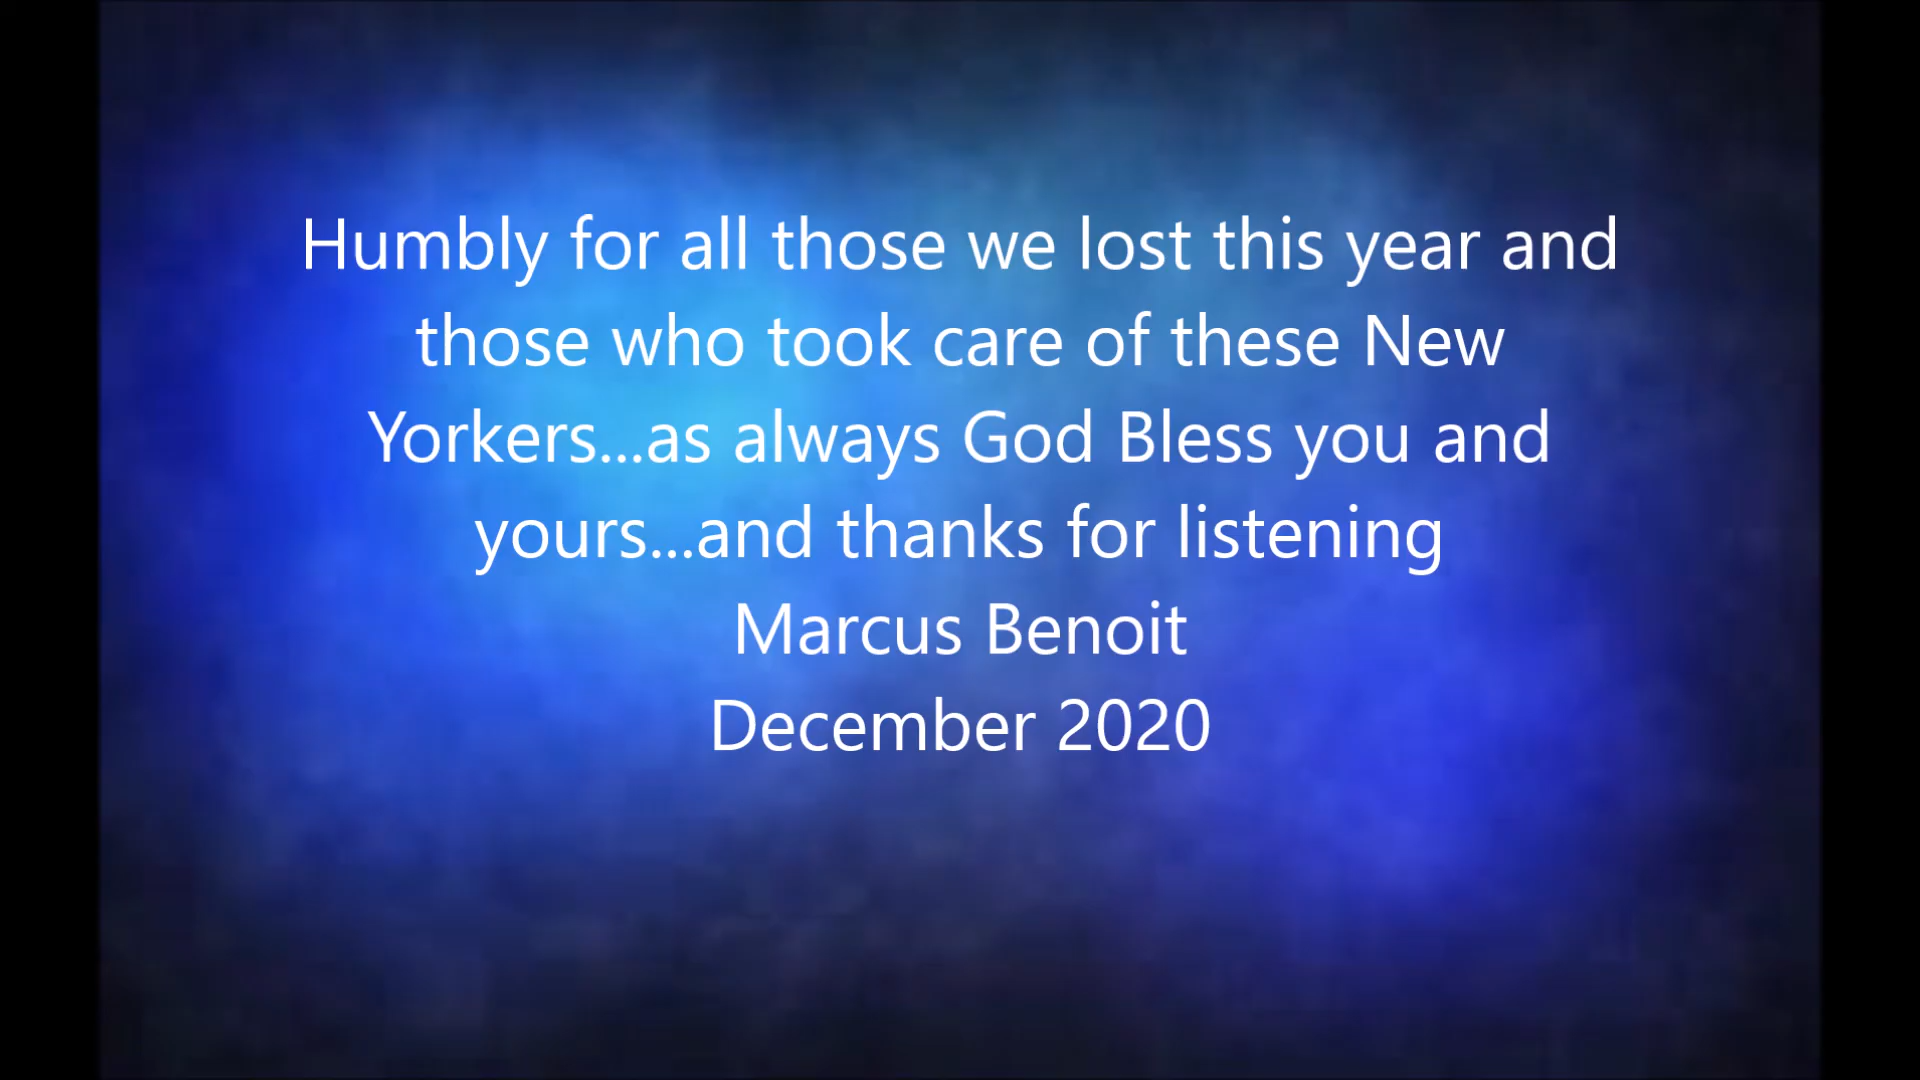 Humbly for all those we lost this year and
those who took care of these New
Yorkers...as always God Bless you and
yours...and thanks for listening
Marcus Benoit
December 2020